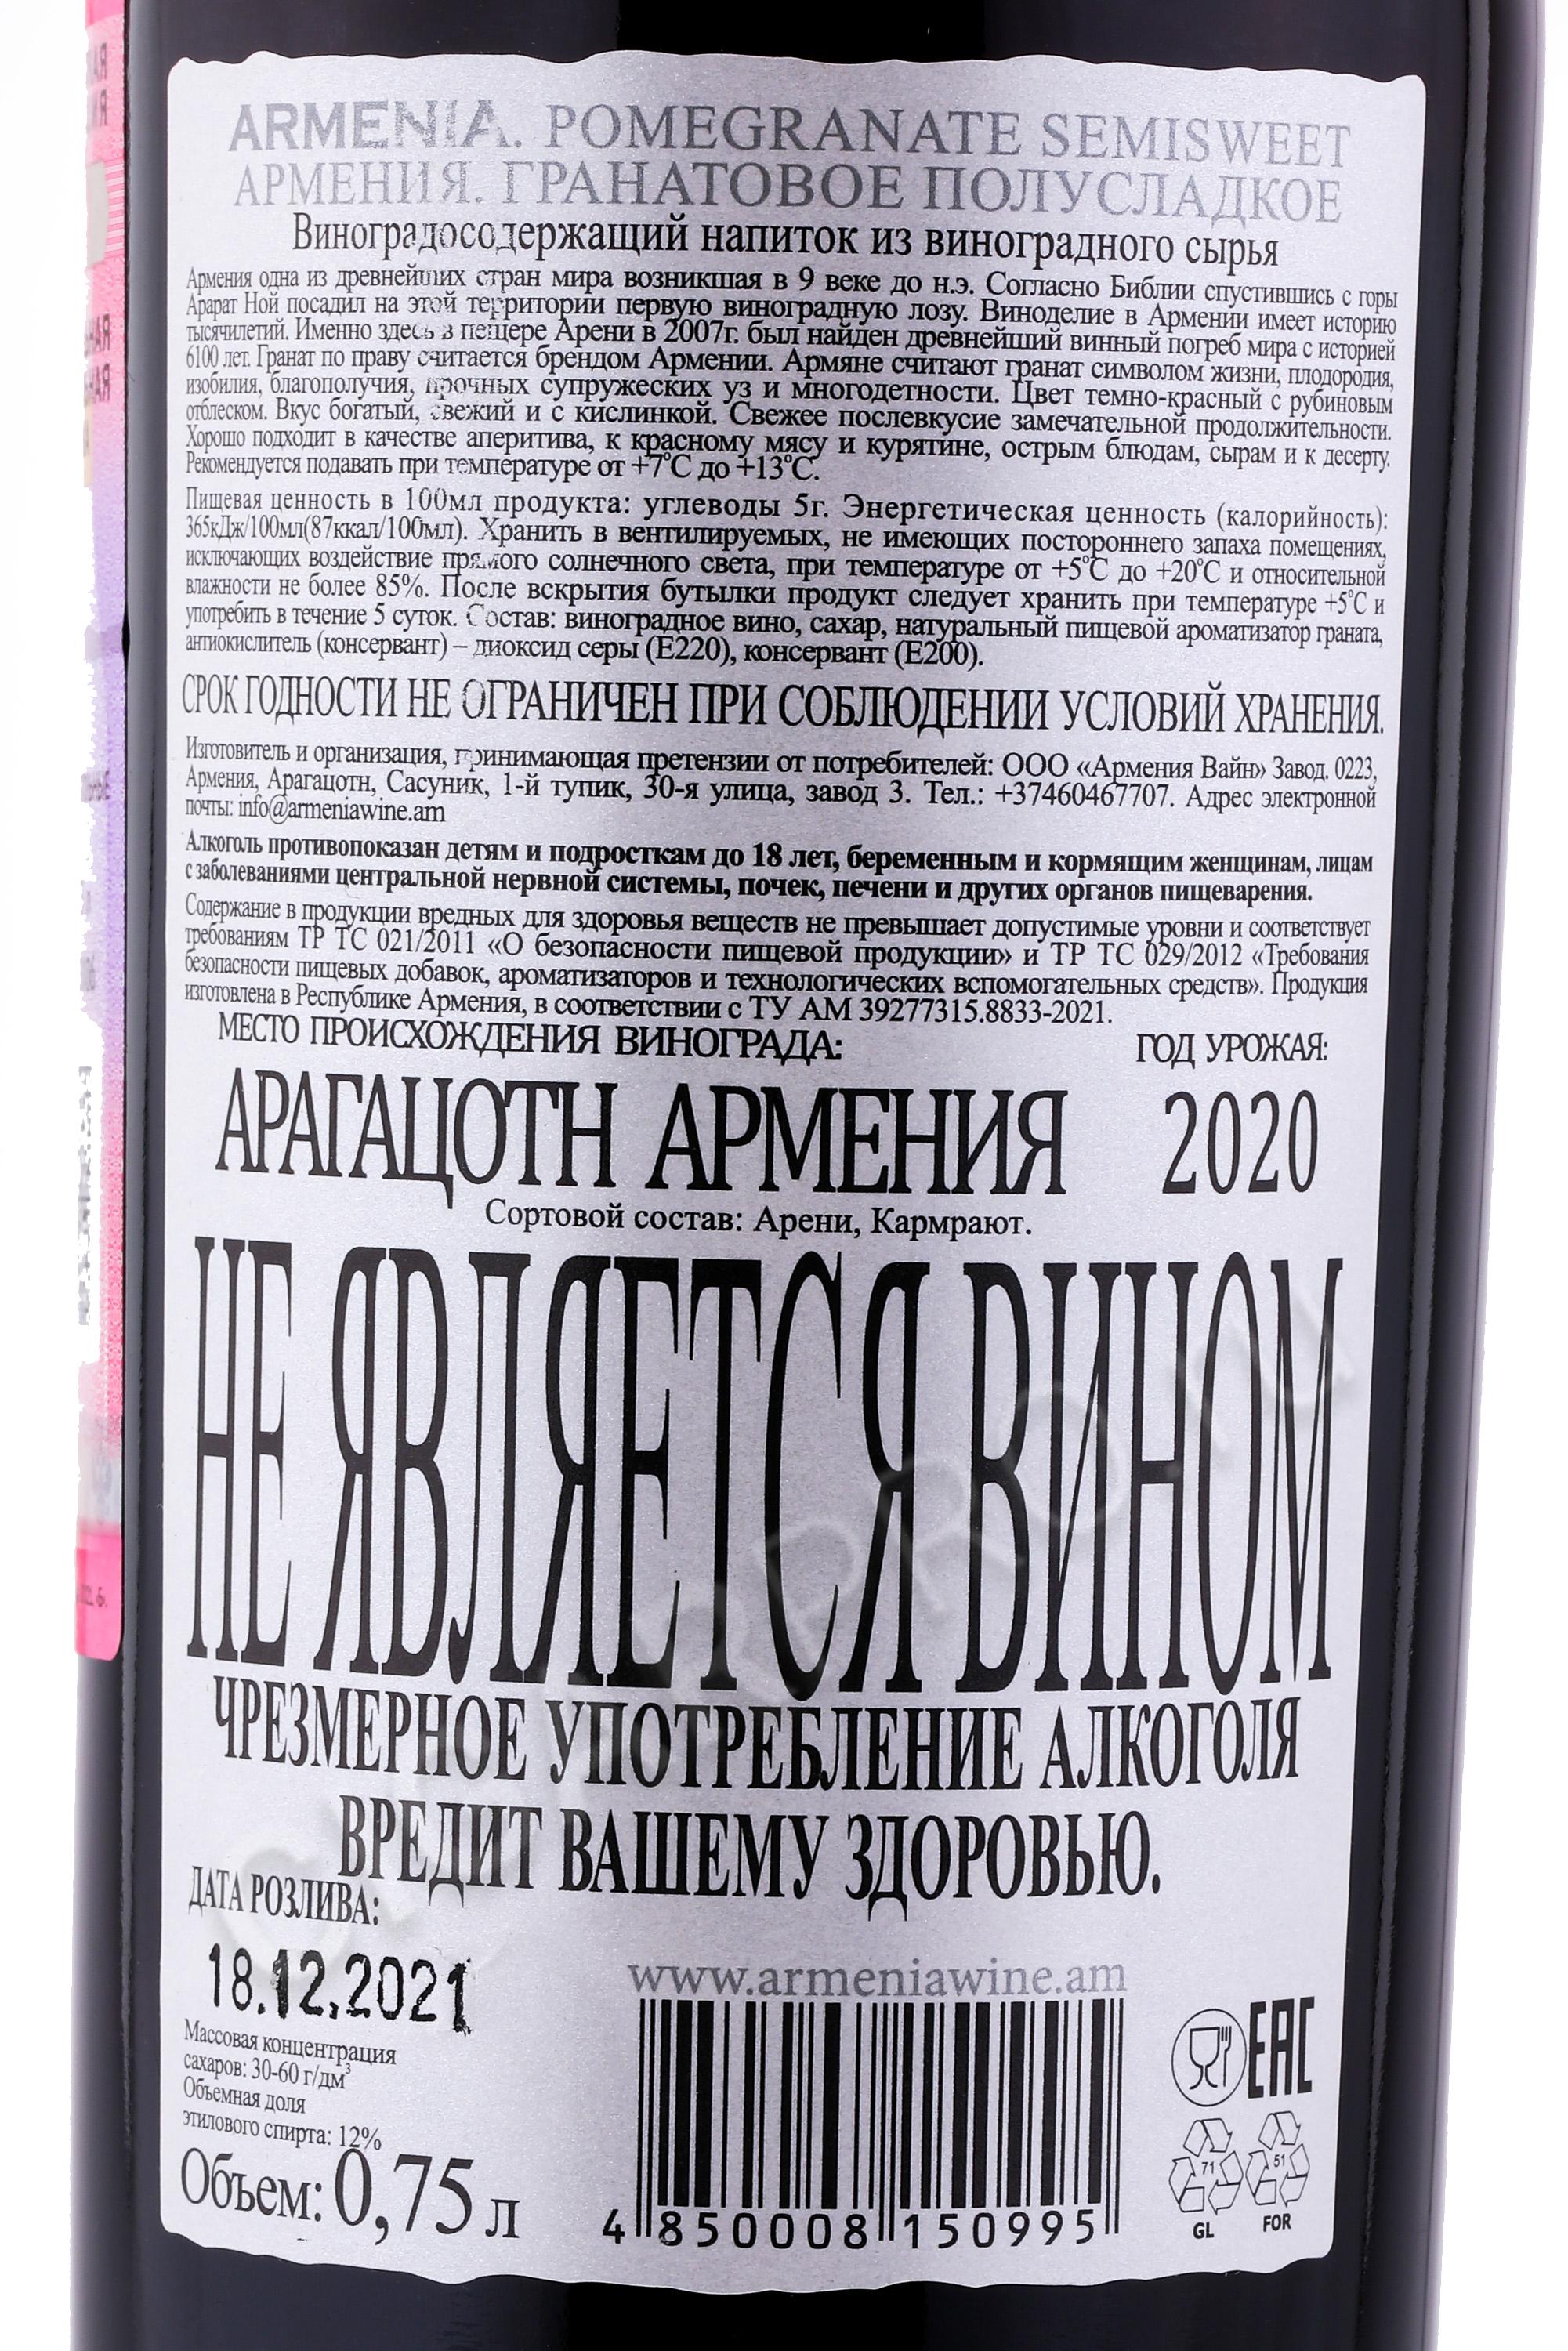 ARMENIA. POMEGRANATE SEMISWEET
АРМЕНИЯ. ГРАНАТОВОЕ ПОЛУСЛАДКОЕ
Виноградосодержащий напиток из виноградного сырья
Армения одна из древнейших стран мира возникшая в 9 веке до н.э. Согласно Библии спустившись с горы
Арарат Ной посадил на этой территории первую виноградную лозу. Виноделие в Армении имеет историю
тысячилетий. Именно здесь в пещере Арени в 2007г. был найден древнейший винный погреб мира с историей
6100 лет. Гранат по праву считается брендом Армении. Армяне считают гранат символом жизни, плодородия,
изобилия, благополучия, прочных супружеских уз и многодетности. Цвет темно-красный с рубиновым
отблеском. Вкус богатый, свежий и с кислинкой. Свежее послевкусие замечательной продолжительности.
Хорошо подходит в качестве аперитива, к красному мясу и курятине, острым блюдам, сырам и к десерту.
Рекомендуется подавать при температуре от +7°С до +13°С.
Пищевая ценность в 100мл продукта: углеводы 5г. Энергетическая ценность (калорийность):
365кДж/100мл(87ккал/100мл). Хранить в вентилируемых, не имеющих постороннего запаха помещениях,
исключающих воздействие прямого солнечного света, при температуре от +5°С до +20°С и относительной
влажности не более 85%. После вскрытия бутылки продукт следует хранить при температуре +5°С и
употребить в течение 5 суток. Состав: виноградное вино, сахар, натуральный пищевой ароматизатор граната,
антиокислитель (консервант) – диоксид серы (Е220), консервант (Е200).
СРОК ГОДНОСТИ НЕ ОГРАНИЧЕН ПРИ СОБЛЮДЕНИИ УСЛОВИЙ ХРАНЕНИЯ.
Изготовитель и организация, принимающая претензии от потребителей: ООО «Армения Вайн» Завод. 0223,
Армения, Арагацотн, Сасуник, 1-й тупик, 30-я улица, завод 3. Тел.: +37460467707. Адрес электронной
почты: info@armeniawine.am
Алкоголь противопоказан детям и подросткам до 18 лет, беременным и кормящим женщинам, лицам
с заболеваниями центральной нервной системы, почек, печени и других органов пищеварения.
Содержание в продукции вредных для здоровья веществ не превышает допустимые уровни и соответствует
требованиям ТР ТС 021/2011 «О безопасности пищевой продукции» и ТР ТС 029/2012 «Требования
безопасности пищевых добавок, ароматизаторов и технологических вспомогательных средств». Продукция
изготовлена в Республике Армения, в соответствии с ТУ АМ 39277315.8833-2021.
МЕСТО ПРОИСХОЖДЕНИЯ ВИНОГРАДА: ГОД УРОЖАЯ:
АРАГАЦОТН АРМЕНИЯ 2020
Сортовой состав: Арени, Кармрают.
НЕ ЯВЛЯЕТСЯ ВИНОМ
ЧРЕЗМЕРНОЕ УПОТРЕБЛЕНИЕ АЛКОГОЛЯ
ВРЕДИТ ВАШЕМУ ЗДОРОВЬЮ.
ДАТА РОЗЛИВА:
18.12.2021
Массовая концентрация
сахаров: 30-60 г/дм³
Объемная доля
этилового спирта: 12%
Объем: 0,75 л
www.armeniawine.am
4 850008 150995
EAC
71 51
GL FOR